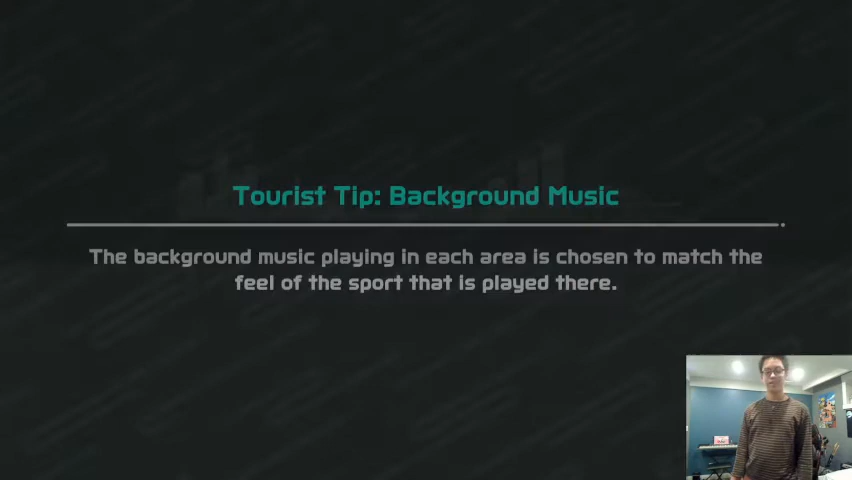 Tourist Tip: Background Music
The background music playing in each area is chosen to match the
feel of the sport that is played there.